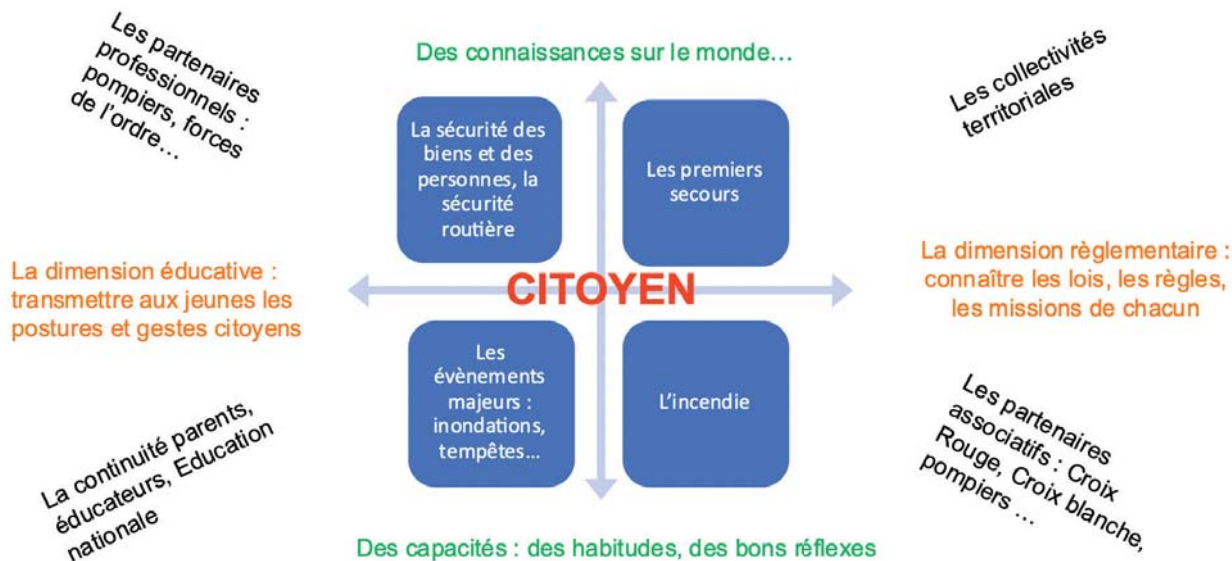 Les partenaires
professionnels :
pompiers, forces
de l'ordre...
Des connaissances sur le monde...
Les collectivités
territoriales
La sécurité des
biens et des
personnes, la
sécurité
routière
Les premiers
secours
La dimension éducative :
transmettre aux jeunes les
postures et gestes citoyens
CITOYEN
La dimension règlementaire :
connaître les lois, les règles,
les missions de chacun
Les
évènements
majeurs :
inondations,
tempêtes...
L'incendie
La continuité parents,
éducateurs, Education
nationale
Les partenaires
associatifs : Croix
Rouge, Croix blanche,
pompiers ...
Des capacités : des habitudes, des bons réflexes